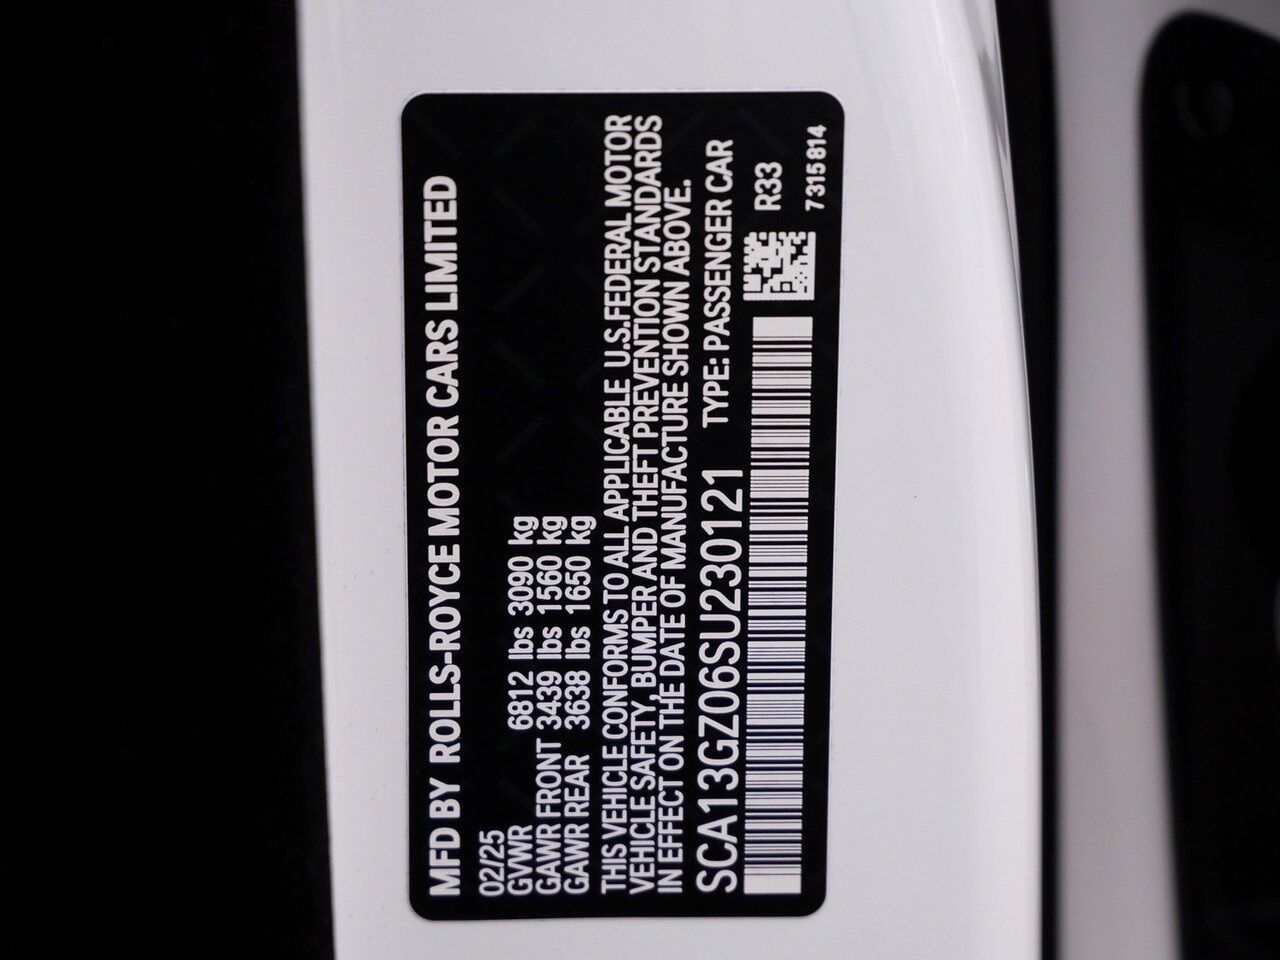 MFD BY ROLLS-ROYCE MOTOR CARS LIMITED
02/25
GVWR 6812 lbs 3090 kg
GAWR FRONT 3439 lbs 1560 kg
GAWR REAR 3638 lbs 1650 kg
THIS VEHICLE CONFORMS TO ALL APPLICABLE U.S.FEDERAL MOTOR
VEHICLE SAFETY, BUMPER AND THEFT PREVENTION STANDARDS
IN EFFECT ON THE DATE OF MANUFACTURE SHOWN ABOVE.
SCA13GZ06SU230121 TYPE: PASSENGER CAR
R33
7 315 814